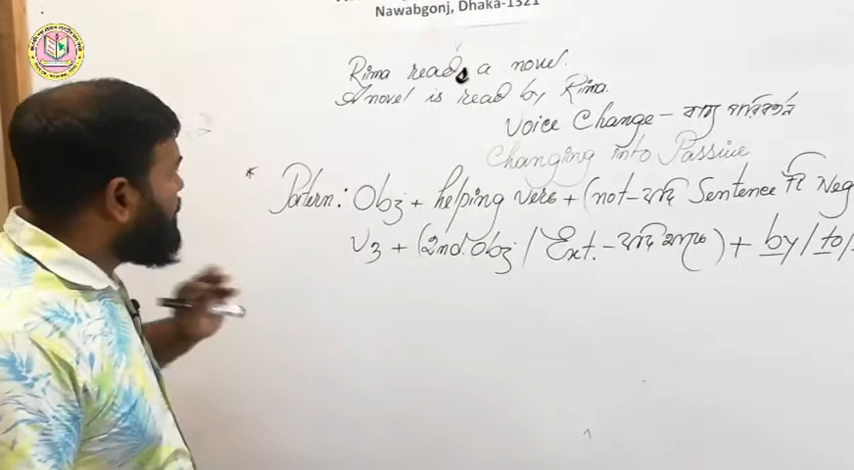 Nawabgonj, Dhaka-1321
Rima reads a novel.
A novel is read by Rima.
Voice Change - বাচ্য পরিবর্তন
Changing into Passive
* Pattern: Obj + helping verb + (not-যদি Sentence টি Neg
V3 + (2nd. Obj / Ext. - যদি থাকে) + by / to /